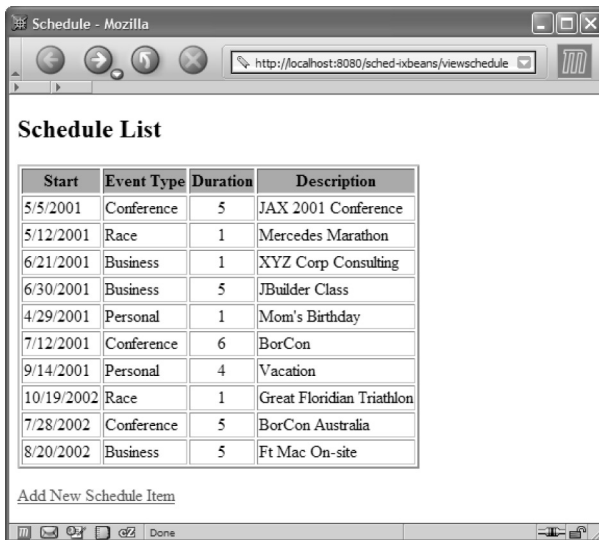 Schedule - Mozilla
http://localhost:8080/sched-ixbeans/viewschedule
Schedule List
Start Event Type Duration Description
5/5/2001 Conference 5 JAX 2001 Conference
5/12/2001 Race 1 Mercedes Marathon
6/21/2001 Business 1 XYZ Corp Consulting
6/30/2001 Business 5 JBuilder Class
4/29/2001 Personal 1 Mom's Birthday
7/12/2001 Conference 6 BorCon
9/14/2001 Personal 4 Vacation
10/19/2002 Race 1 Great Floridian Triathlon
7/28/2002 Conference 5 BorCon Australia
8/20/2002 Business 5 Ft Mac On-site
Add New Schedule Item
Done